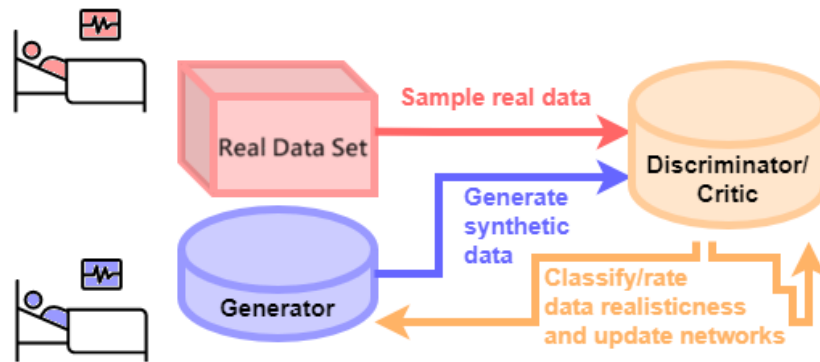 Sample real data
Real Data Set
Discriminator/
Critic
Generate
synthetic
data
Generator
Classify/rate
data realisticness
and update networks